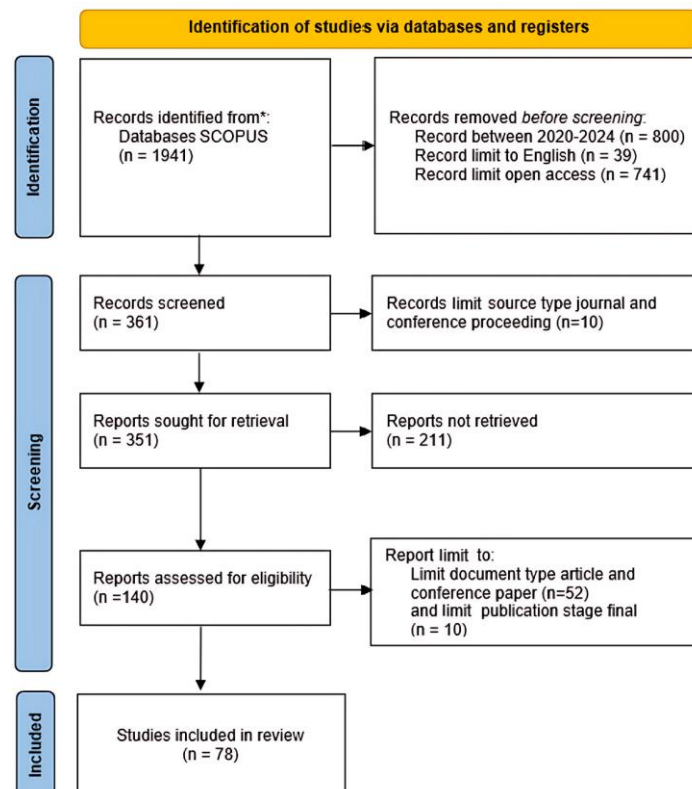 Identification of studies via databases and registers
Identification
Records identified from*:
Databases SCOPUS
(n = 1941)
Records removed before screening:
Record between 2020-2024 (n = 800)
Record limit to English (n = 39)
Record limit open access (n = 741)
Screening
Records screened
(n = 361)
Records limit source type journal and
conference proceeding (n=10)
Reports sought for retrieval
(n = 351)
Reports not retrieved
(n = 211)
Reports assessed for eligibility
(n =140)
Report limit to:
Limit document type article and
conference paper (n=52)
and limit publication stage final
(n = 10)
Included
Studies included in review
(n = 78)